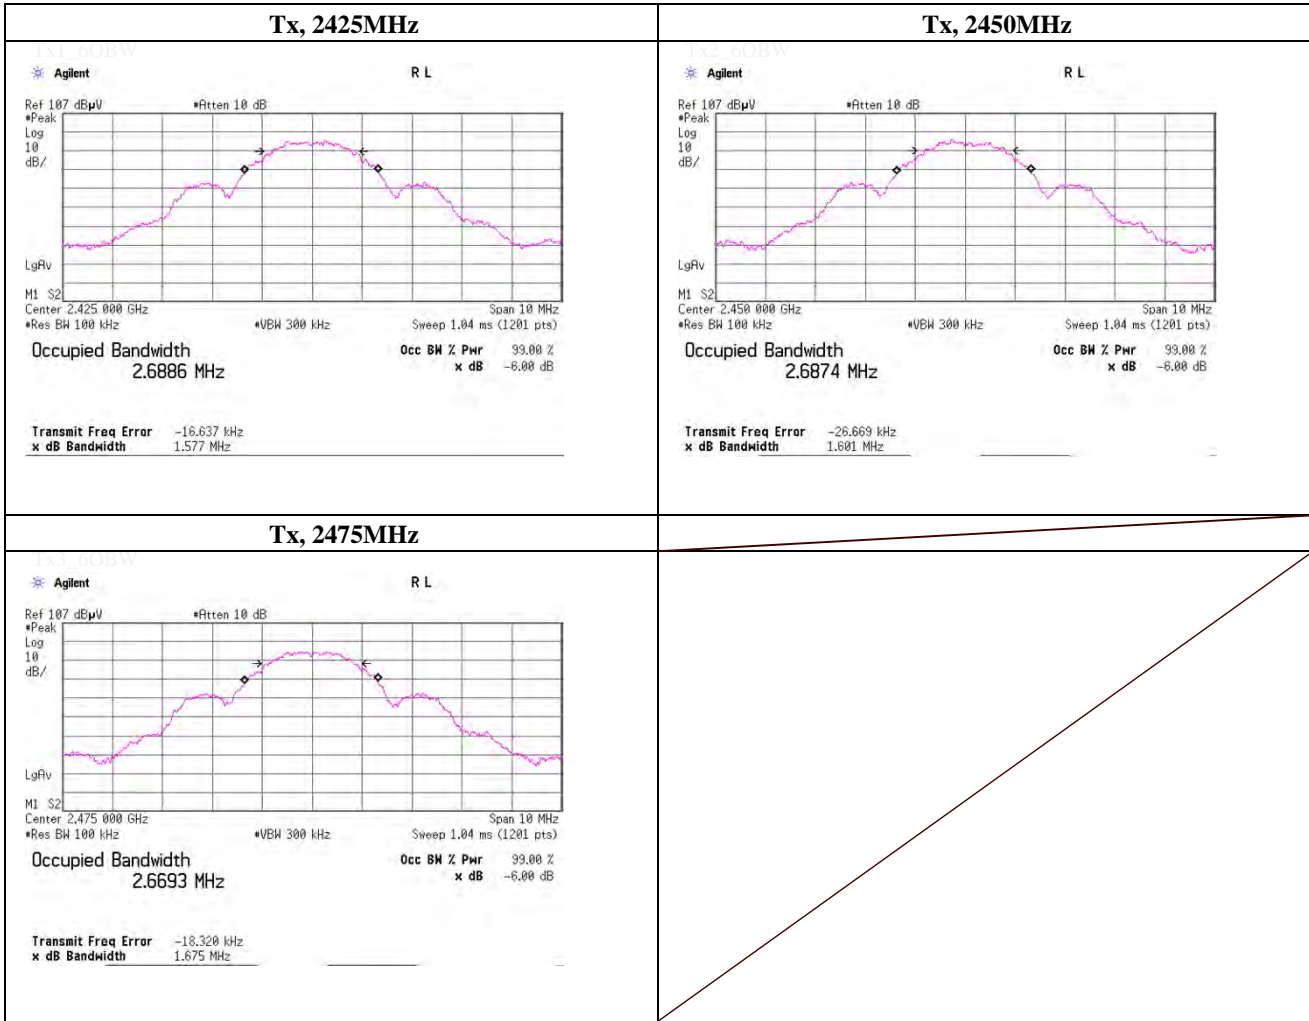 Tx, 2425MHz
Tx1_6OBW
Agilent R L
Ref 107 dBµV #Atten 10 dB
#Peak
Log
10
dB/
LgAv
M1 S2
Center 2.425 000 GHz Span 10 MHz
#Res BW 100 kHz #VBW 300 kHz Sweep 1.04 ms (1201 pts)
Occupied Bandwidth Occ BW % Pwr 99.00 %
2.6886 MHz x dB -6.00 dB
Transmit Freq Error -16.637 kHz
x dB Bandwidth 1.577 MHz
Tx, 2450MHz
Tx2_6OBW
Agilent R L
Ref 107 dBµV #Atten 10 dB
#Peak
Log
10
dB/
LgAv
M1 S2
Center 2.450 000 GHz Span 10 MHz
#Res BW 100 kHz #VBW 300 kHz Sweep 1.04 ms (1201 pts)
Occupied Bandwidth Occ BW % Pwr 99.00 %
2.6874 MHz x dB -6.00 dB
Transmit Freq Error -26.669 kHz
x dB Bandwidth 1.601 MHz
Tx, 2475MHz
Tx3_6OBW
Agilent R L
Ref 107 dBµV #Atten 10 dB
#Peak
Log
10
dB/
LgAv
M1 S2
Center 2.475 000 GHz Span 10 MHz
#Res BW 100 kHz #VBW 300 kHz Sweep 1.04 ms (1201 pts)
Occupied Bandwidth Occ BW % Pwr 99.00 %
2.6693 MHz x dB -6.00 dB
Transmit Freq Error -18.320 kHz
x dB Bandwidth 1.675 MHz